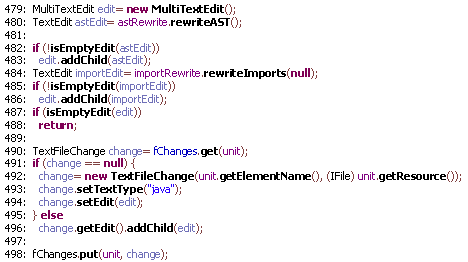 479: MultiTextEdit edit= new MultiTextEdit();
480: TextEdit astEdit= astRewrite.rewriteAST();
481:
482: if (!isEmptyEdit(astEdit))
483:   edit.addChild(astEdit);
484: TextEdit importEdit= importRewrite.rewriteImports(null);
485: if (!isEmptyEdit(importEdit))
486:   edit.addChild(importEdit);
487: if (isEmptyEdit(edit))
488:   return;
489:
490: TextFileChange change= fChanges.get(unit);
491: if (change == null) {
492:   change= new TextFileChange(unit.getElementName(), (IFile) unit.getResource());
493:   change.setTextType("java");
494:   change.setEdit(edit);
495: } else
496:   change.getEdit().addChild(edit);
497:
498: fChanges.put(unit, change);